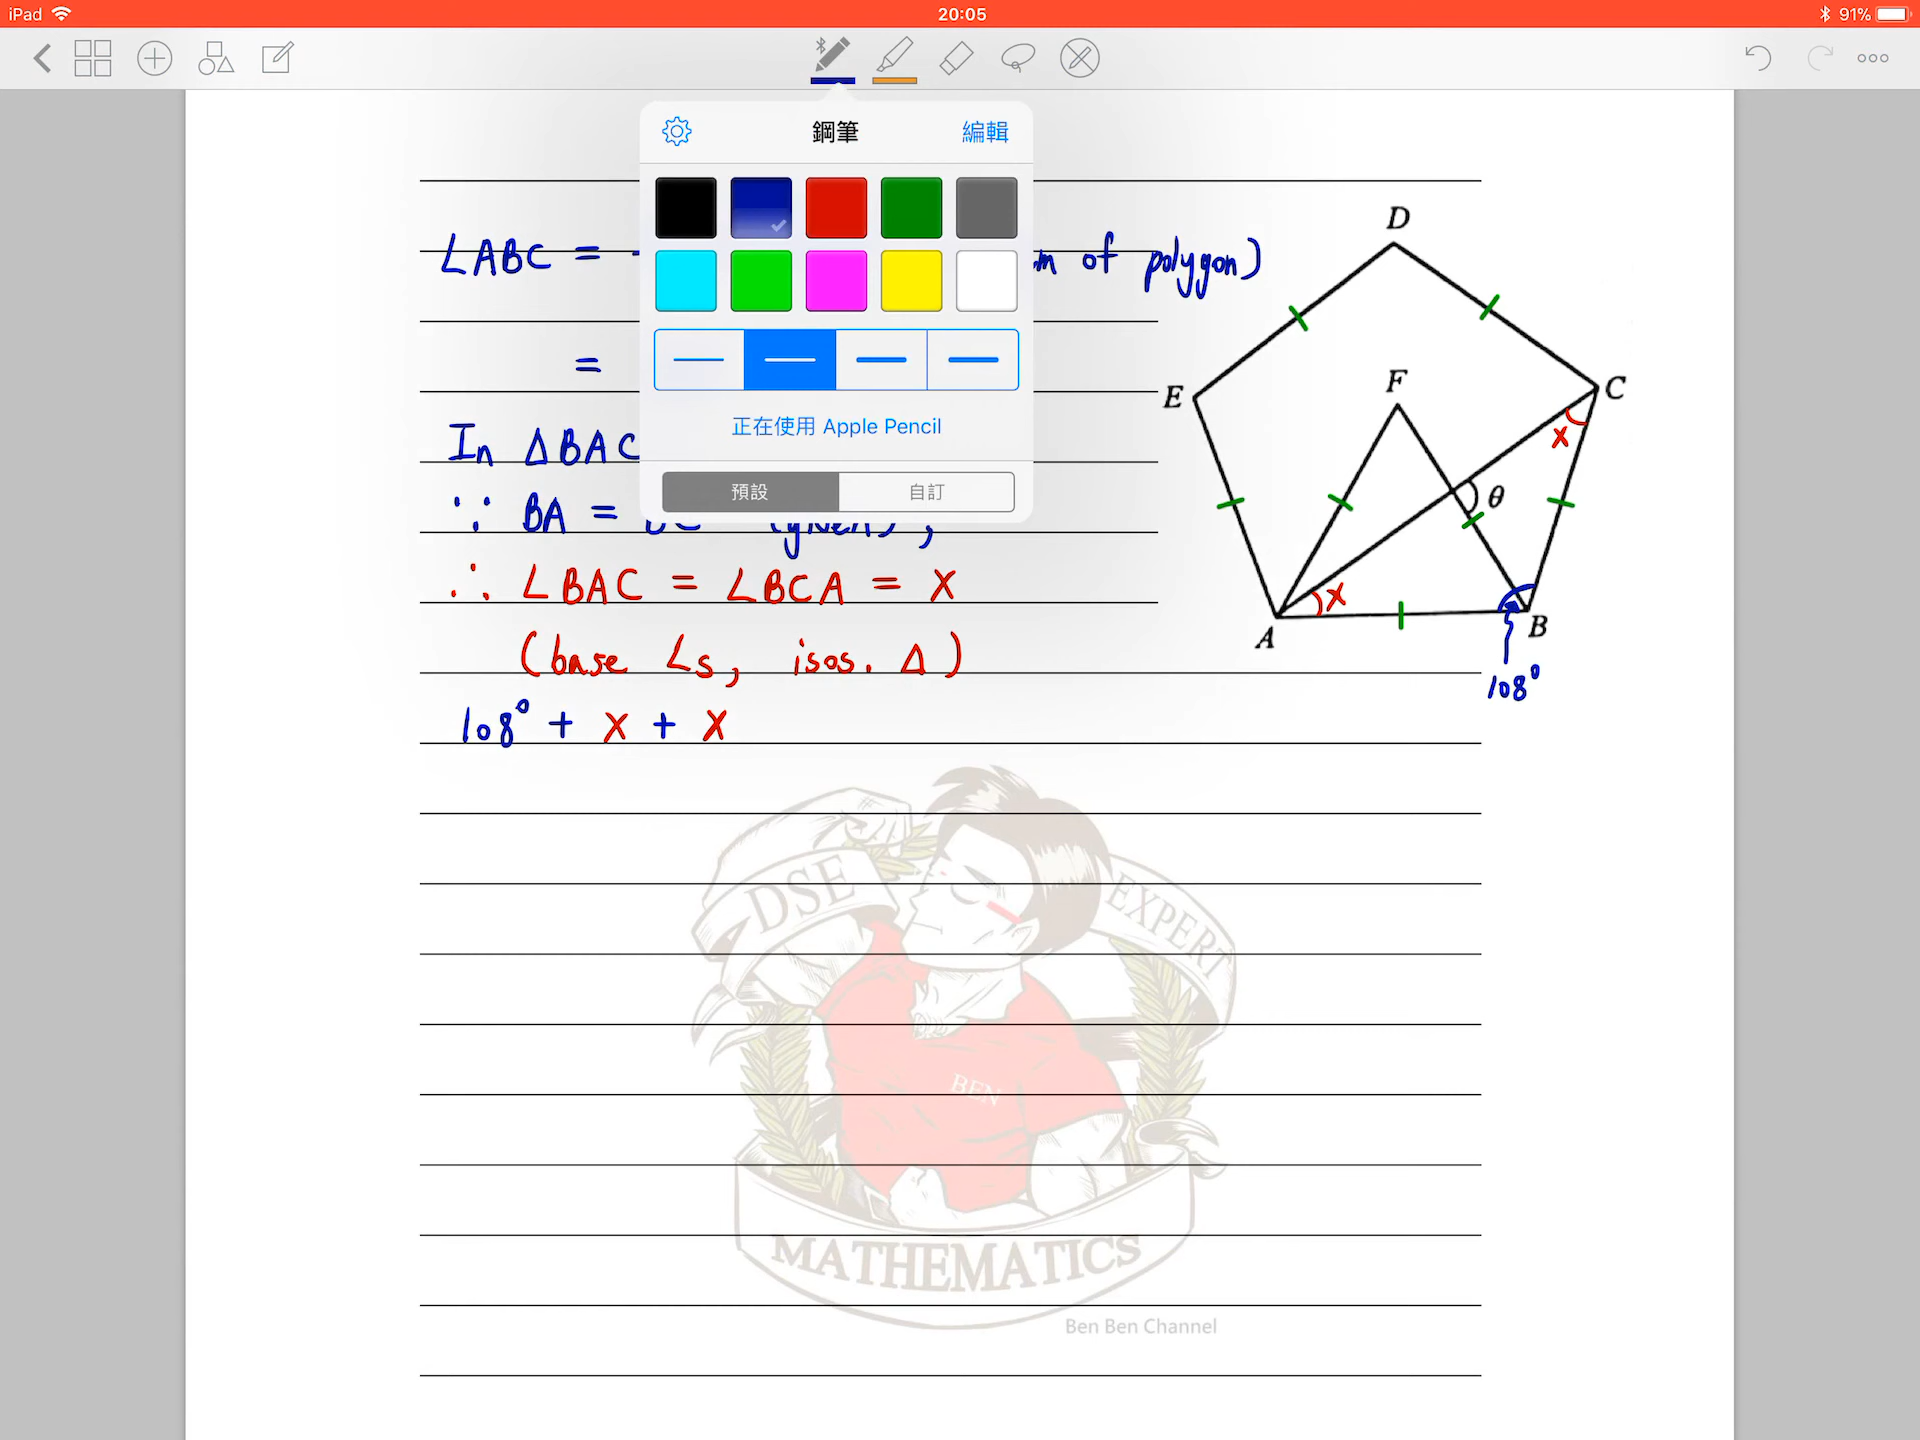 iPad 20:05 91%
鋼筆 編輯
∠ABC = of polygon)
=
正在使用 Apple Pencil
In ΔBAC
預設 自訂
∵ BA =
∴ ∠BAC = ∠BCA = x
(base ∠s, isos. Δ)
108° + x + x
D
E
F
C
x
θ
x
A
B
108°
DSE EXPERT
BEN
MATHEMATICS
Ben Ben Channel